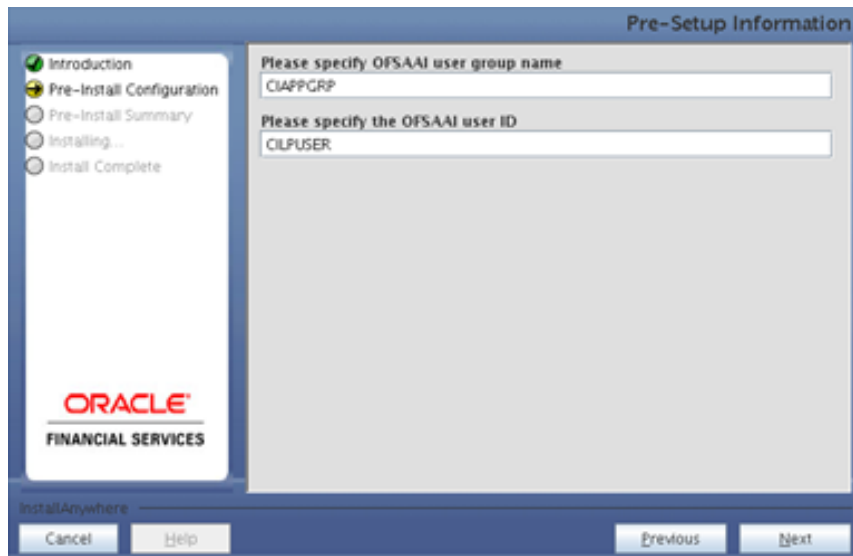 Pre-Setup Information
Introduction
Pre-Install Configuration
Pre-Install Summary
Installing...
Install Complete
Please specify OFSAAI user group name
CIAPPGRP
Please specify the OFSAAI user ID
CILPUSER
ORACLE®
FINANCIAL SERVICES
InstallAnywhere
Cancel
Help
Previous
Next